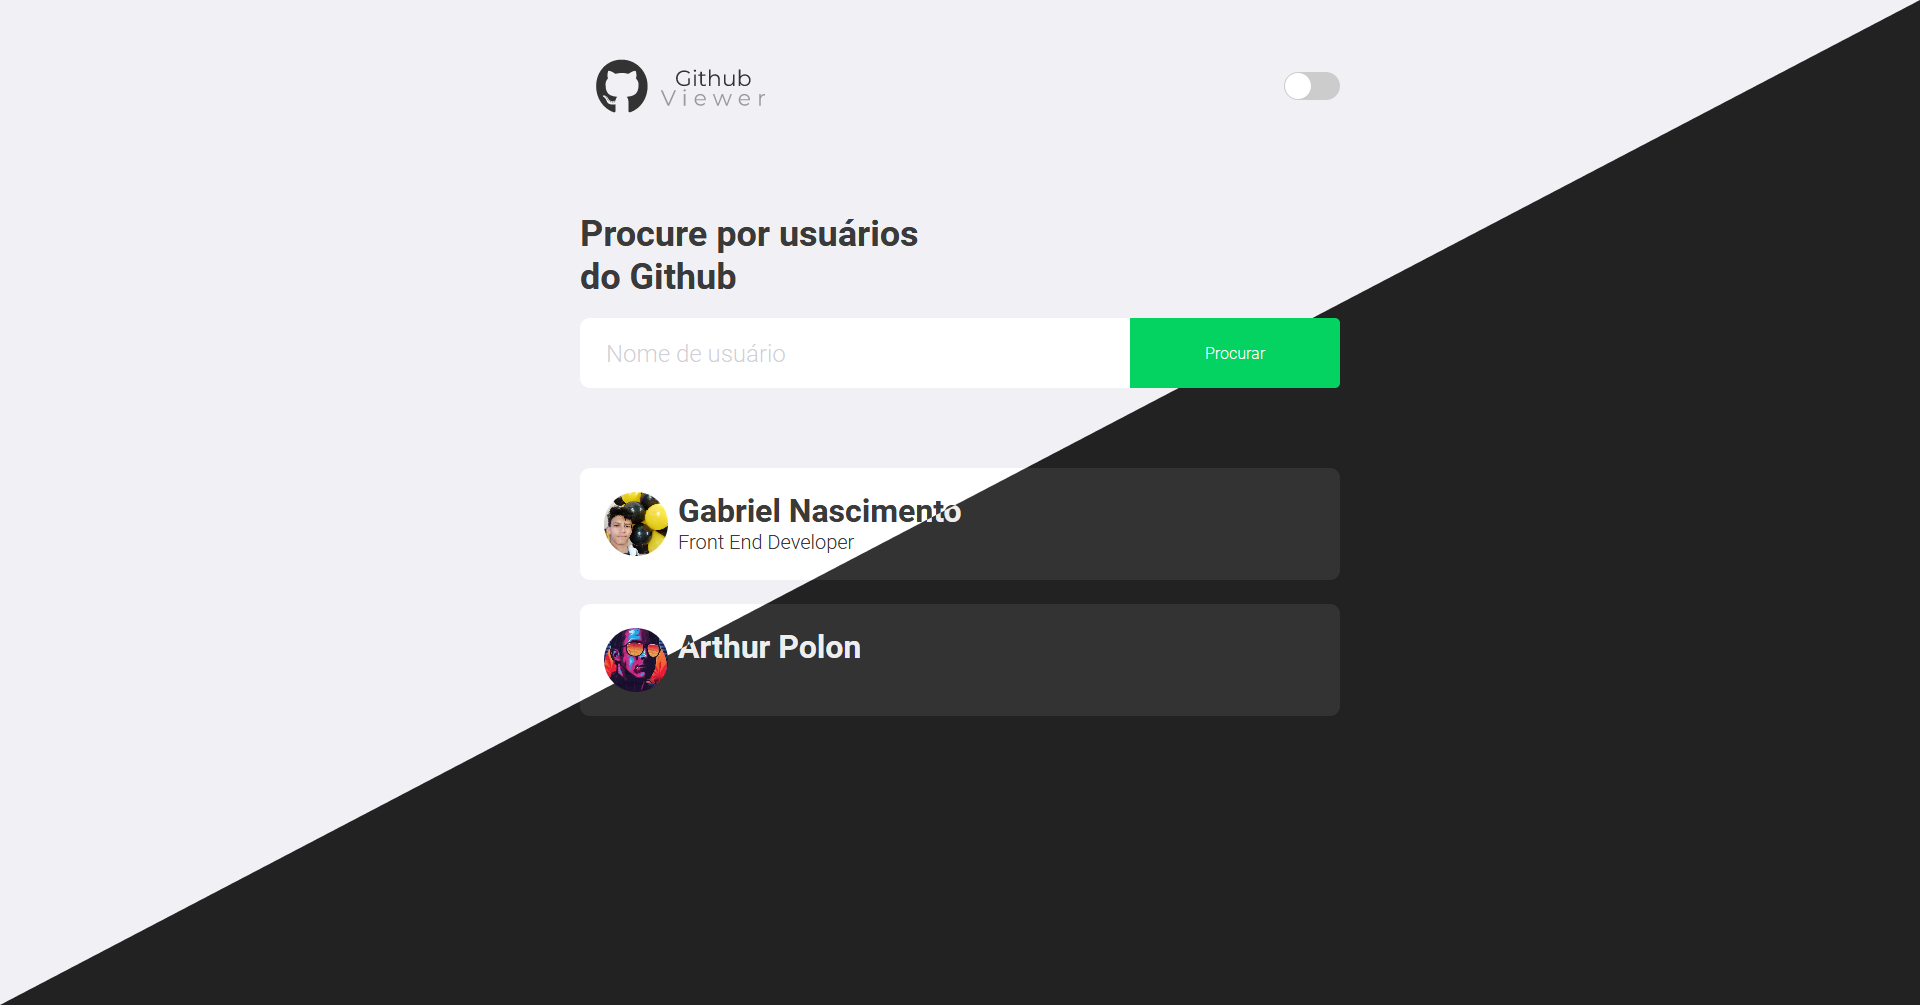 Github
Viewer
Procure por usuários
do Github
Nome de usuário
Procurar
Gabriel Nascimento
Front End Developer
Arthur Polon